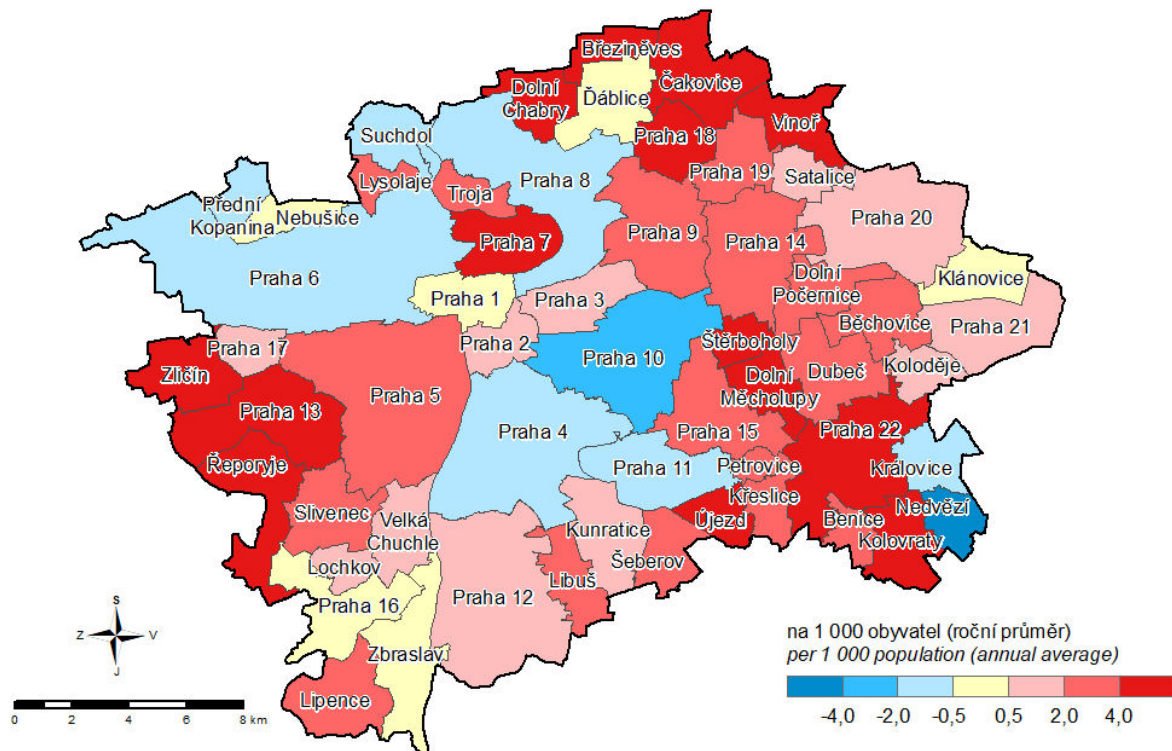 Březiněves
Dolní
Chabry
Ďáblice
Čakovice
Vinoř
Praha 18
Suchdol
Praha 8
Praha 19
Satalice
Lysolaje
Troja
Přední
Kopanina
Nebušice
Praha 20
Praha 7
Praha 9
Praha 14
Praha 6
Dolní
Počernice
Klánovice
Praha 1
Praha 3
Běchovice
Praha 21
Praha 17
Praha 2
Štěrboholy
Praha 10
Koloděje
Zličín
Dolní
Měcholupy
Dubeč
Praha 5
Praha 13
Praha 4
Praha 15
Praha 22
Řeporyje
Praha 11
Petrovice
Královice
Křeslice
Nedvězí
Slivenec
Velká
Chuchle
Kunratice
Újezd
Benice
Kolovraty
Lochkov
Šeberov
Libuš
Praha 12
Praha 16
Zbraslav
Lipence
S
Z
V
J
0 2 4 8 km
na 1 000 obyvatel (roční průměr)
per 1 000 population (annual average)
-4,0 -2,0 -0,5 0,5 2,0 4,0